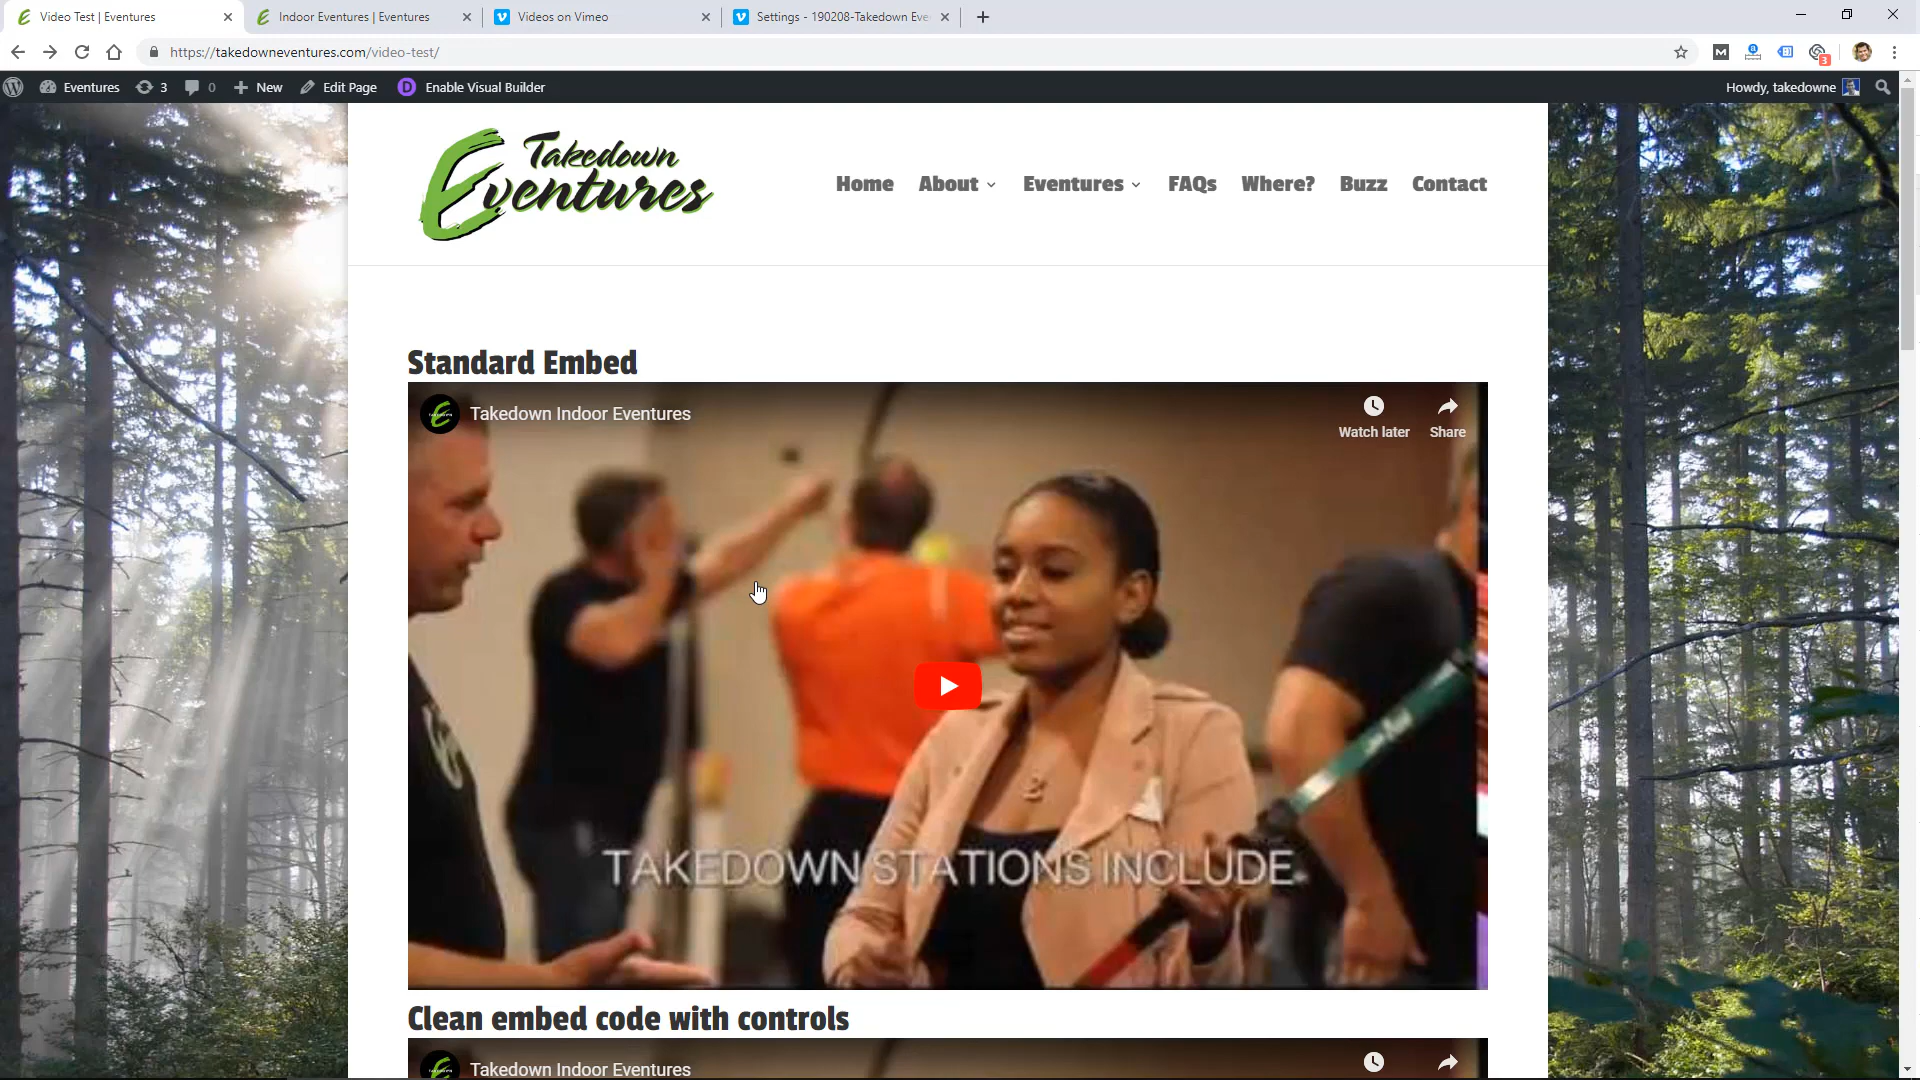 Video Test | Eventures
Indoor Eventures | Eventures
Videos on Vimeo
Settings - 190208-Takedown Eve
https://takedowneventures.com/video-test/
M
3
Eventures
3
0
New
Edit Page
D
Enable Visual Builder
Howdy, takedowne
Takedown
Eventures
Home
About
Eventures
FAQs
Where?
Buzz
Contact
Standard Embed
Takedown Indoor Eventures
Watch later
Share
TAKEDOWN STATIONS INCLUDE
Clean embed code with controls
Takedown Indoor Eventures